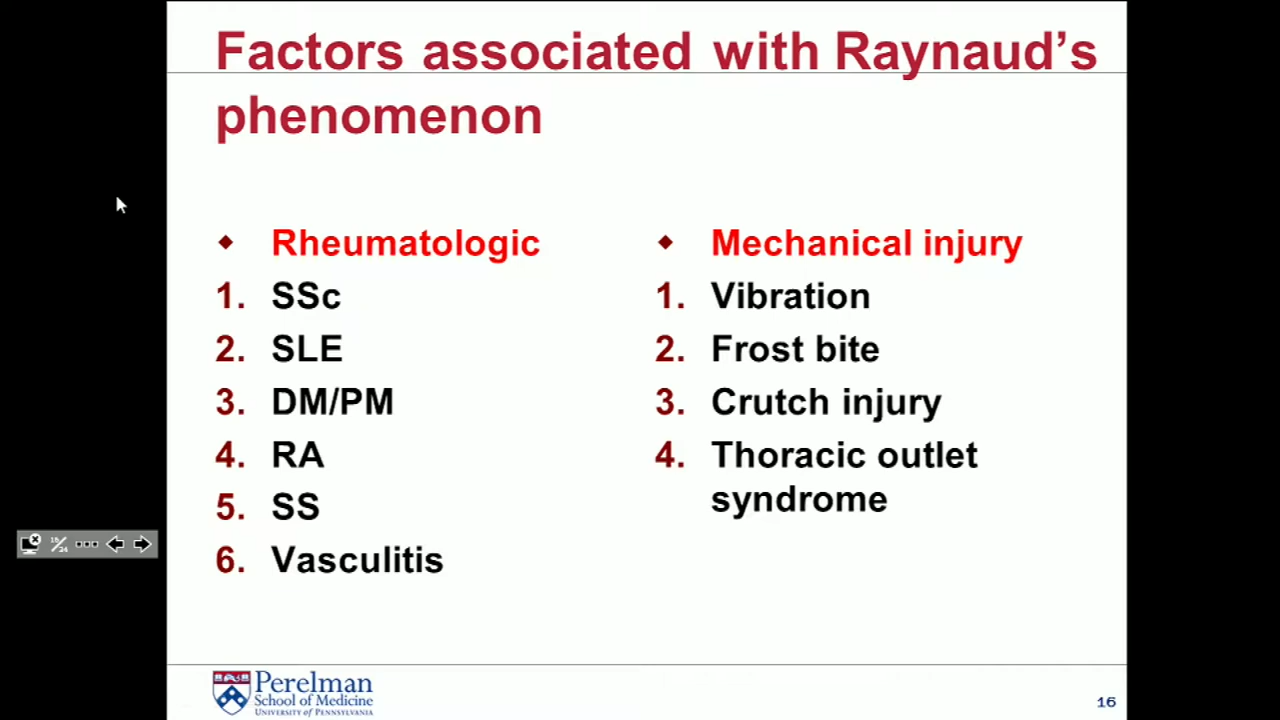 Factors associated with Raynaud’s
phenomenon
Rheumatologic
1. SSc
2. SLE
3. DM/PM
4. RA
5. SS
6. Vasculitis
Mechanical injury
1. Vibration
2. Frost bite
3. Crutch injury
4. Thoracic outlet
syndrome
Perelman
School of Medicine
University of Pennsylvania
16